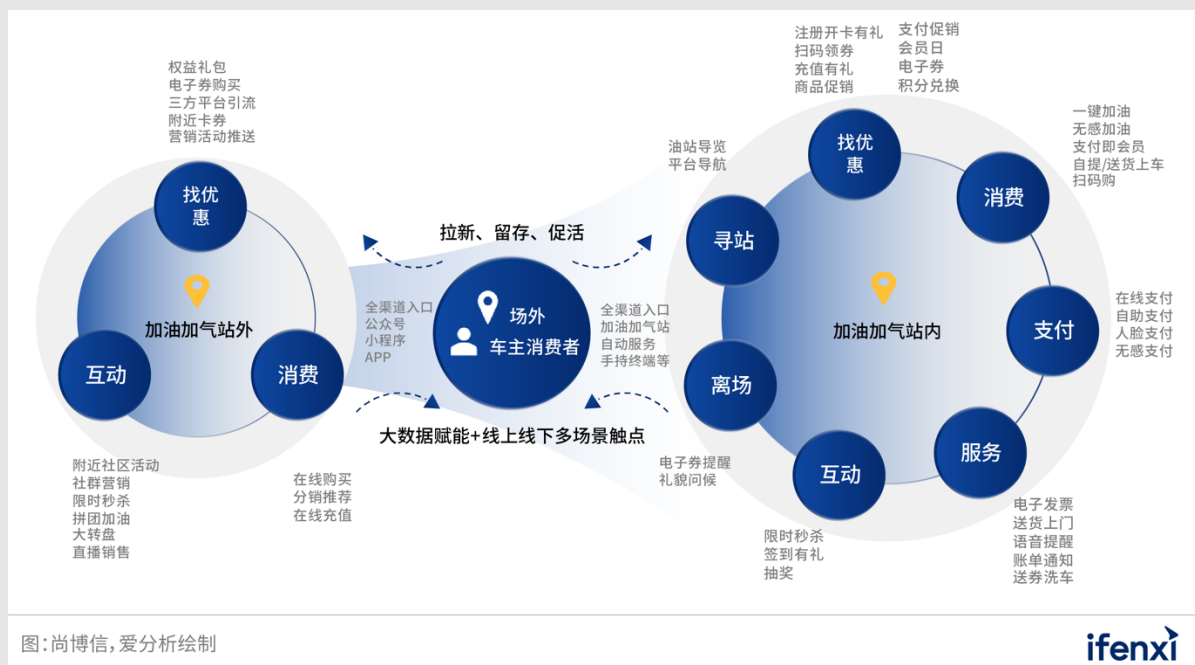 权益礼包
电子券购买
三方平台引流
附近卡券
营销活动推送
找优
惠
加油加气站外
互动
消费
附近社区活动
社群营销
限时秒杀
拼团加油
大转盘
直播销售
在线购买
分销推荐
在线充值
拉新、留存、促活
全渠道入口
公众号
小程序
APP
场外
车主消费者
全渠道入口
加油加气站
自动服务
手持终端等
大数据赋能+线上线下多场景触点
注册开卡有礼
扫码领券
充值有礼
商品促销
支付促销
会员日
电子券
积分兑换
油站导览
平台导航
找优
惠
一键加油
无感加油
支付即会员
自提/送货上车
扫码购
消费
寻站
加油加气站内
支付
在线支付
自助支付
人脸支付
无感支付
离场
电子券提醒
礼貌问候
互动
限时秒杀
签到有礼
抽奖
服务
电子发票
送货上门
语音提醒
账单通知
送券洗车
图:尚博信,爱分析绘制
ifenxi